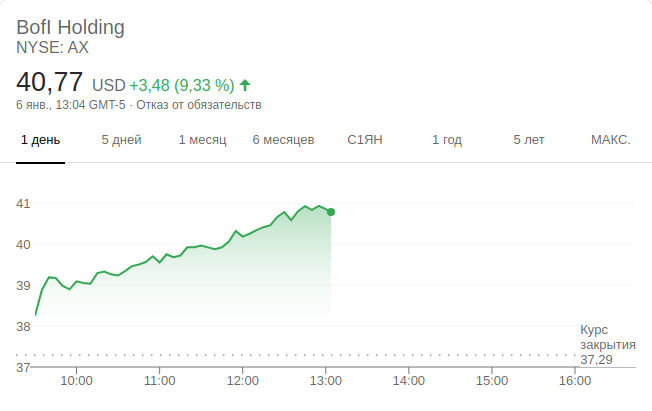 BofI Holding
NYSE: AX
40,77 USD +3,48 (9,33 %)
6 янв., 13:04 GMT-5 · Отказ от обязательств
1 день 5 дней 1 месяц 6 месяцев С1ЯН 1 год 5 лет МАКС.
41
40
39
38
Курс
закрытия
37,29
37
10:00 11:00 12:00 13:00 14:00 15:00 16:00